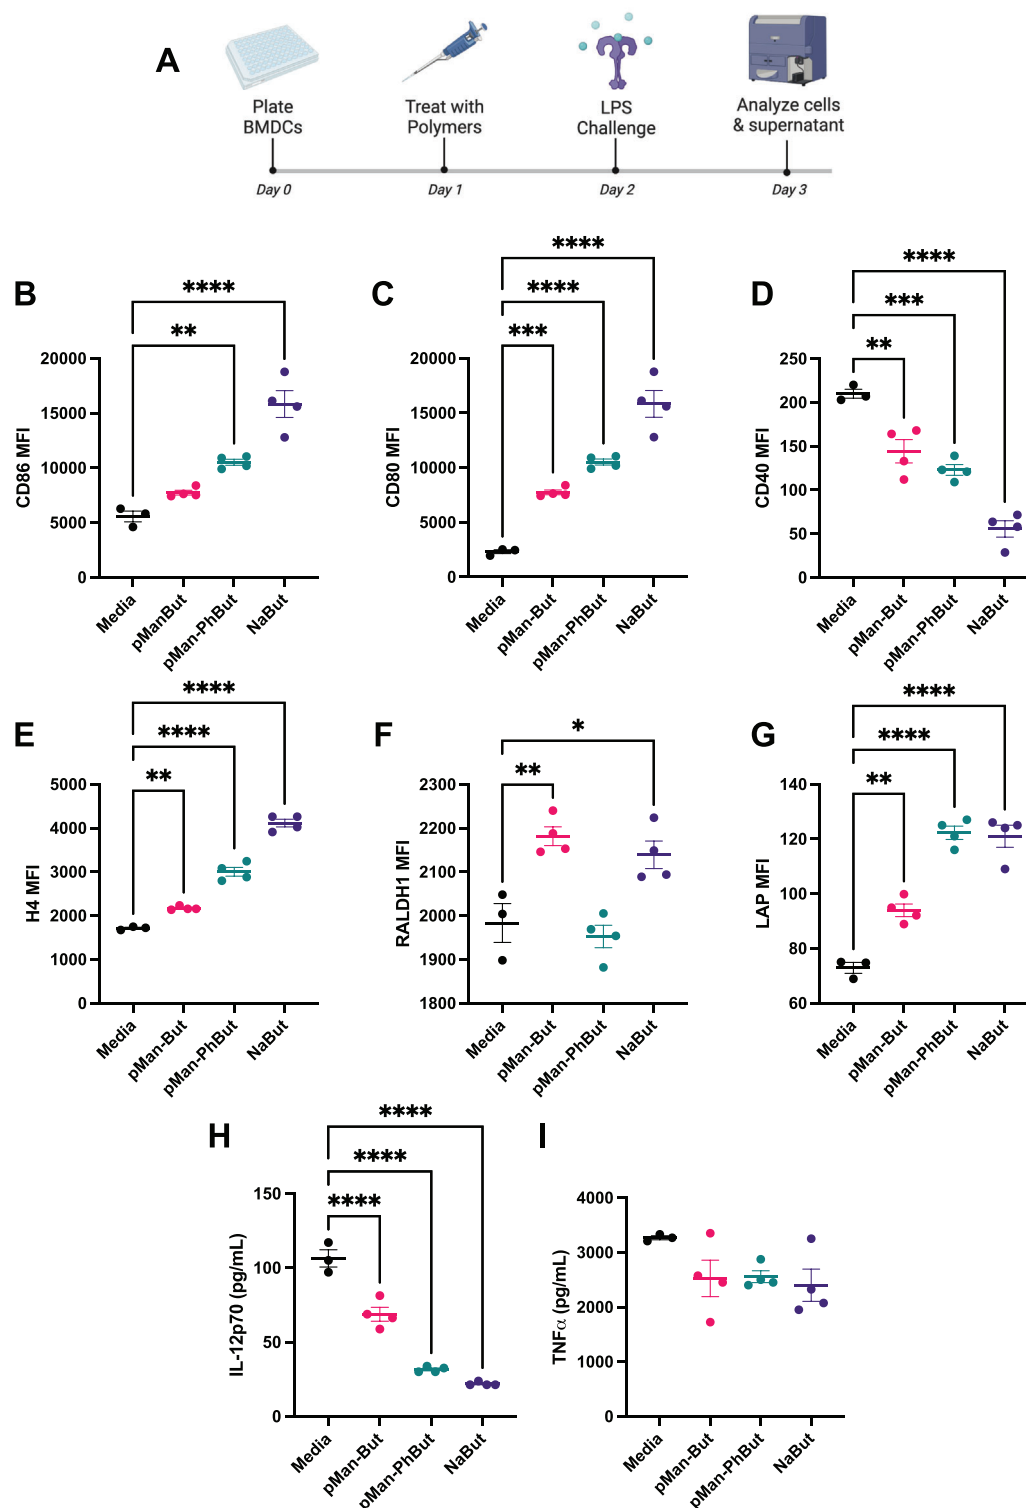 A
Plate
BMDCs
Treat with
Polymers
LPS
Challenge
Analyze cells
& supernatant
Day 0
Day 1
Day 2
Day 3
B
****
**
20000
15000
10000
5000
0
CD86 MFI
Media
pManBut
pMan-PhBut
NaBut
C
****
****
***
20000
15000
10000
5000
0
CD80 MFI
Media
pMan-But
pMan-PhBut
NaBut
D
****
***
**
250
200
150
100
50
0
CD40 MFI
Media
pMan-But
pMan-PhBut
NaBut
E
****
****
**
5000
4000
3000
2000
1000
0
H4 MFI
Media
pMan-But
pMan-PhBut
NaBut
F
*
**
2300
2200
2100
2000
1900
1800
RALDH1 MFI
Media
pMan-But
pMan-PhBut
NaBut
G
****
****
**
140
120
100
80
60
LAP MFI
Media
pMan-But
pMan-PhBut
NaBut
H
****
****
****
150
100
50
0
IL-12p70 (pg/mL)
Media
pMan-But
pMan-PhBut
NaBut
I
4000
3000
2000
1000
0
TNFα (pg/mL)
Media
pMan-But
pMan-PhBut
NaBut